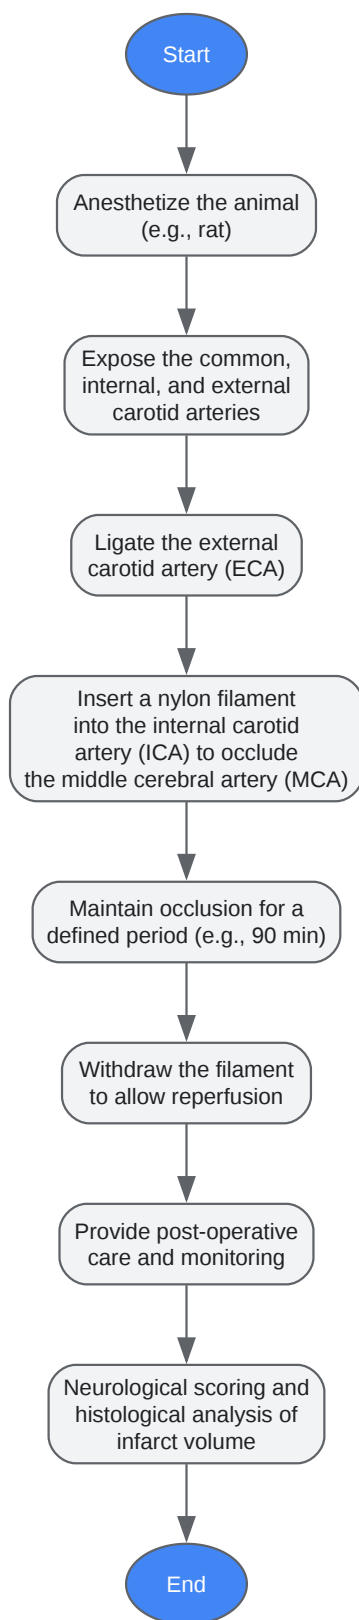 Start
Anesthetize the animal
(e.g., rat)
Expose the common,
internal, and external
carotid arteries
Ligate the external
carotid artery (ECA)
Insert a nylon filament
into the internal carotid
artery (ICA) to occlude
the middle cerebral artery (MCA)
Maintain occlusion for a
defined period (e.g., 90 min)
Withdraw the filament
to allow reperfusion
Provide post-operative
care and monitoring
Neurological scoring and
histological analysis of
infarct volume
End